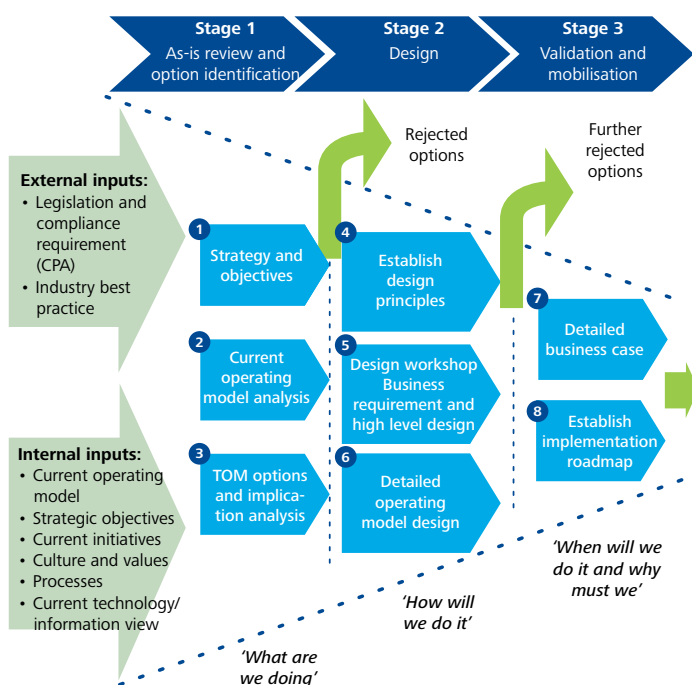 Stage 1
As-is review and
option identification
Stage 2
Design
Stage 3
Validation and
mobilisation
Rejected
options
Further
rejected
options
External inputs:
• Legislation and
compliance
requirement
(CPA)
• Industry best
practice
Internal inputs:
• Current operating
model
• Strategic objectives
• Current initiatives
• Culture and values
• Processes
• Current technology/
information view
1
Strategy and
objectives
2
Current
operating
model analysis
3
TOM options
and implica-
tion analysis
4
Establish
design
principles
5
Design workshop
Business
requirement and
high level design
6
Detailed
operating
model design
7
Detailed
business case
8
Establish
implementation
roadmap
'What are
we doing'
'How will
we do it'
'When will we
do it and why
must we'